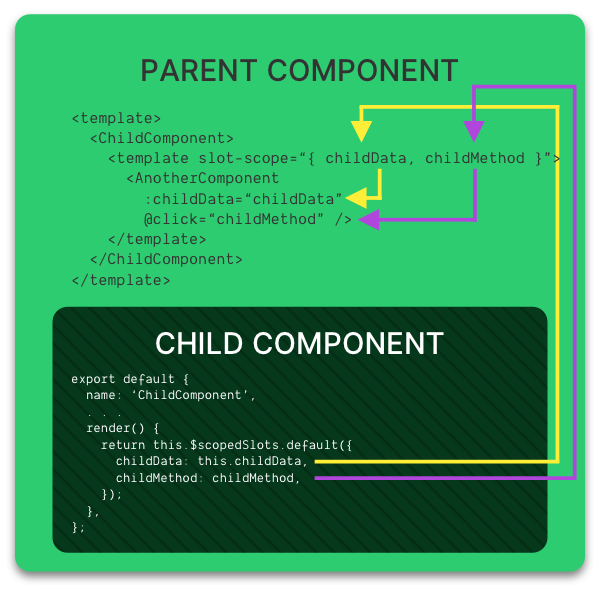 PARENT COMPONENT
<template>
<ChildComponent>
<template slot-scope=“{ childData, childMethod }”>
<AnotherComponent
:childData=“childData”
@click=“childMethod” />
</template>
</ChildComponent>
</template>
CHILD COMPONENT
export default {
name: ‘ChildComponent’,
. . .
render() {
return this.$scopedSlots.default({
childData: this.childData,
childMethod: childMethod,
});
},
};